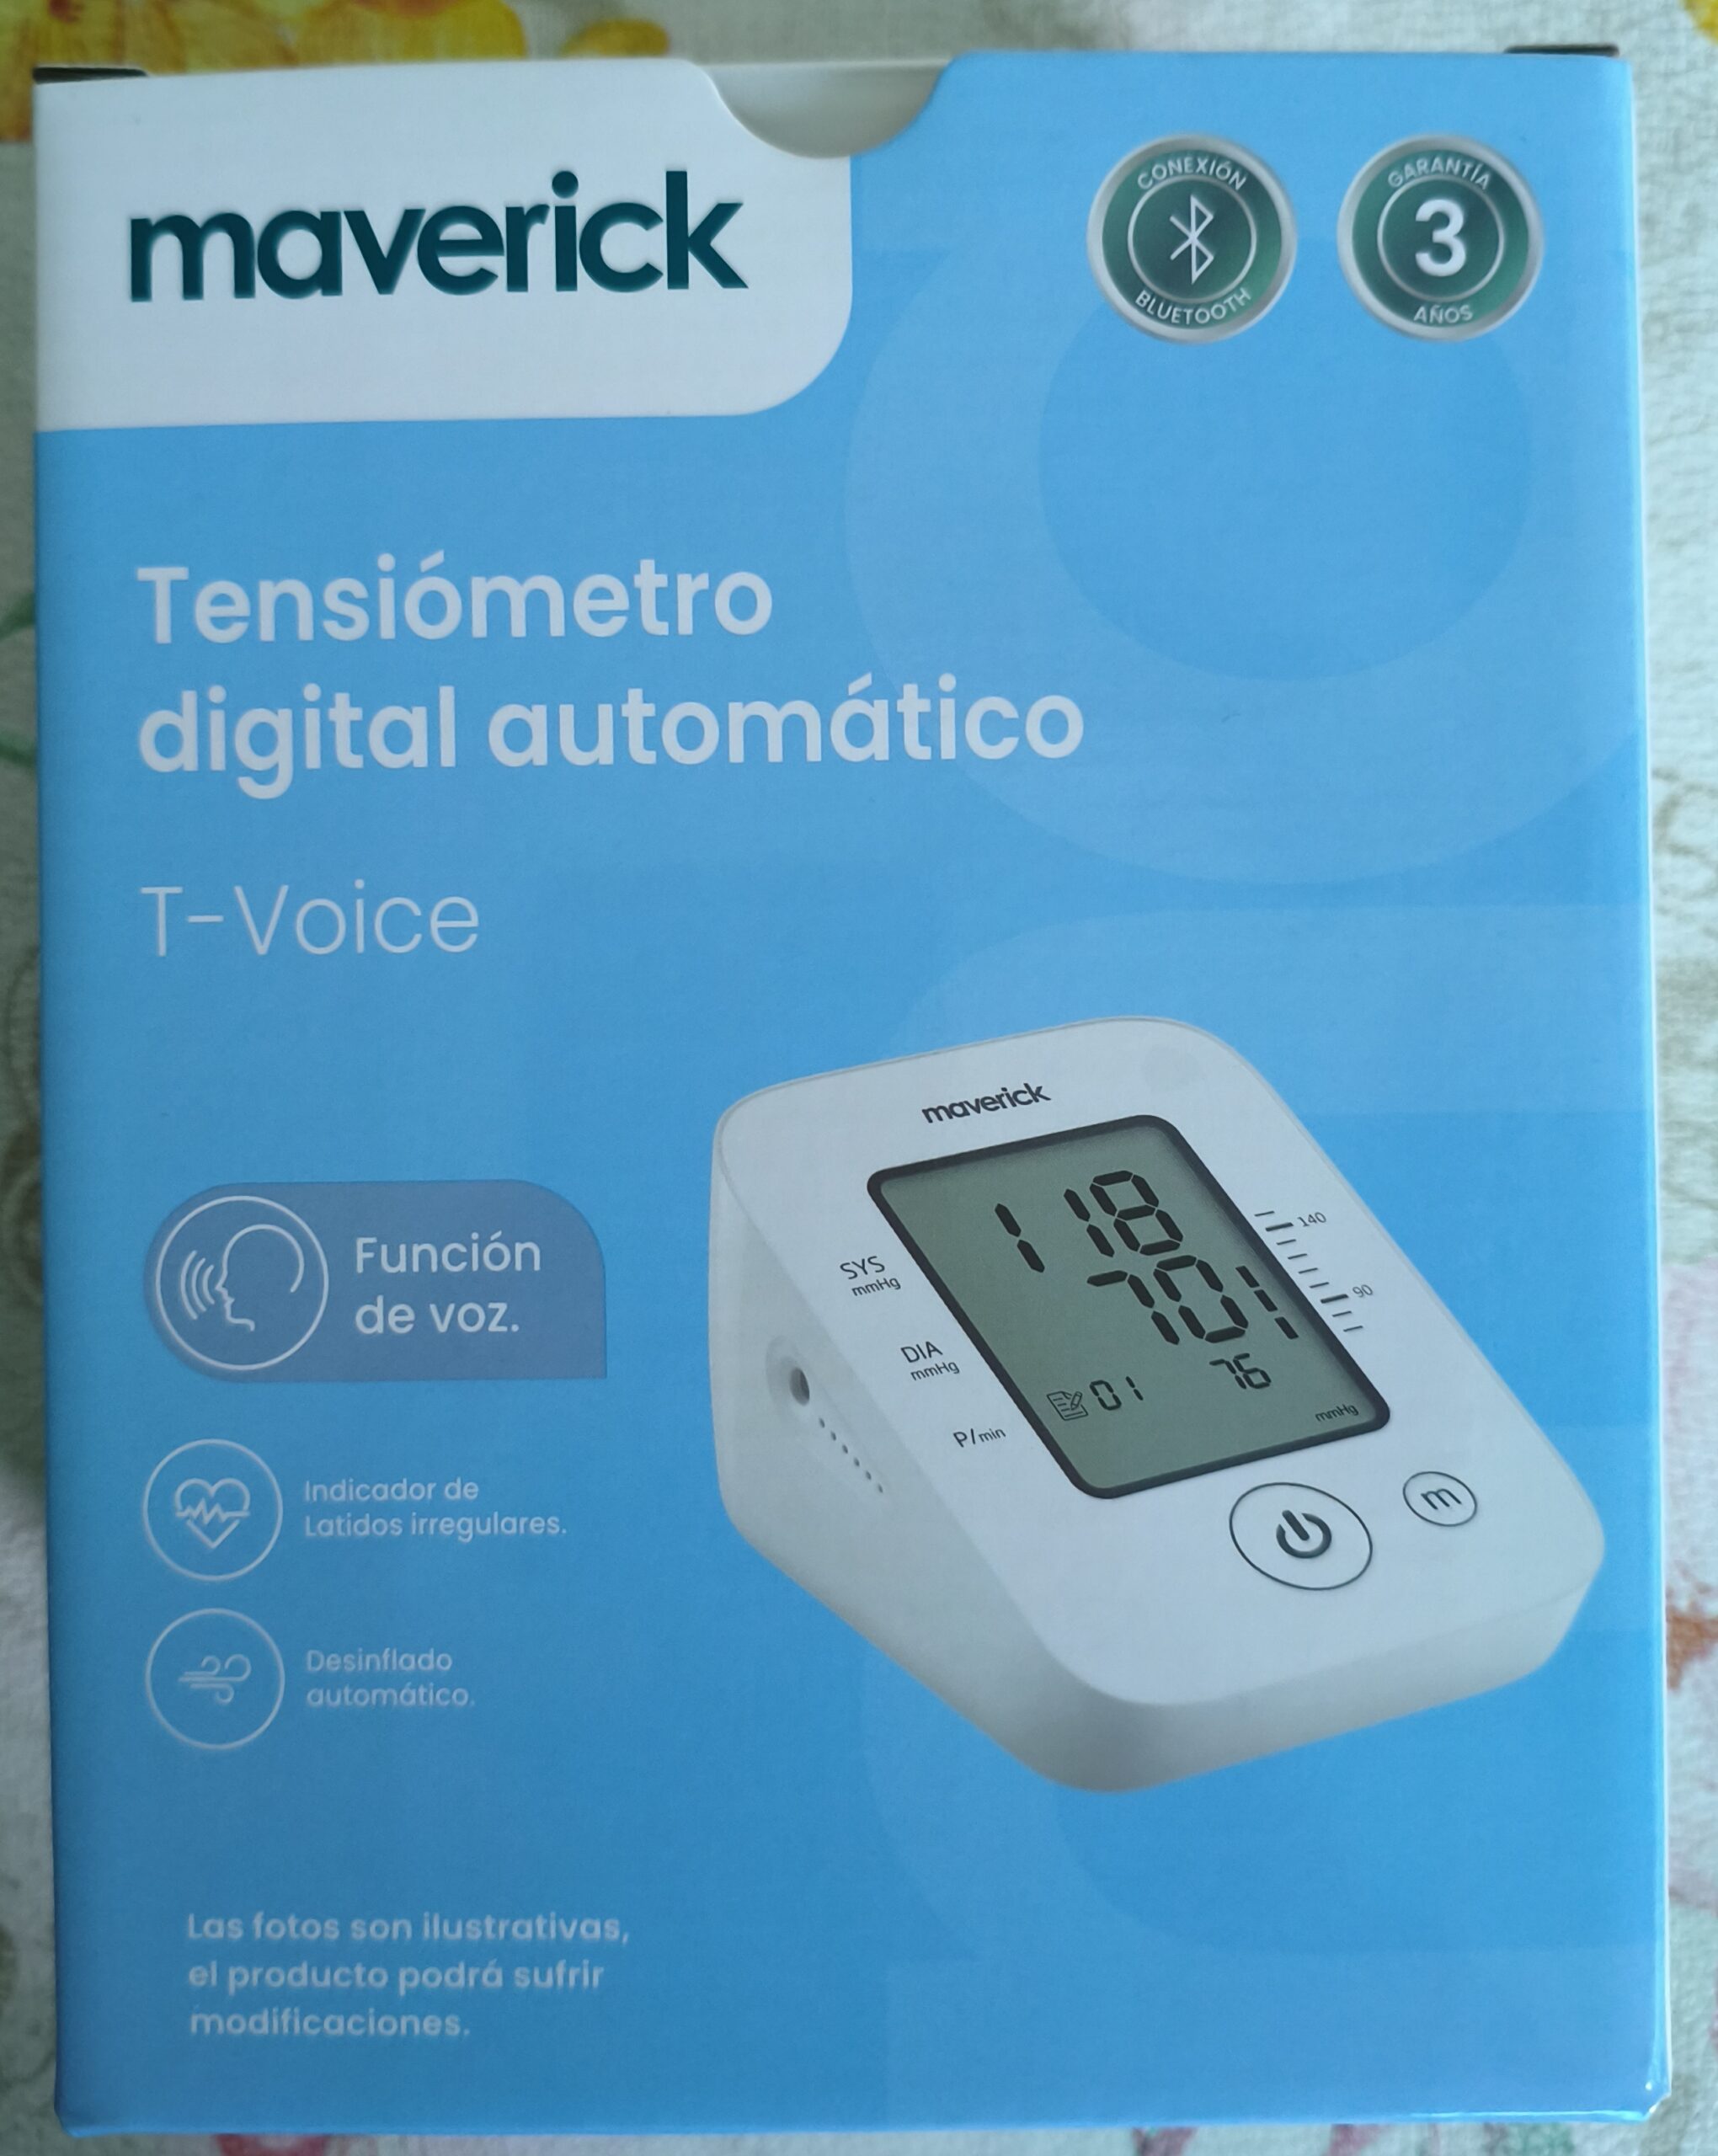 maverick
CONEXIÓN
BLUETOOTH
GARANTÍA
3
AÑOS
Tensiómetro
digital automático
T-Voice
Función
de voz.
Indicador de
Latidos irregulares.
Desinflado
automático.
maverick
SYS
mmHg
118
140
DIA
mmHg
70
90
P/min
01
76
mmHg
m
Las fotos son ilustrativas,
el producto podrá sufrir
modificaciones.